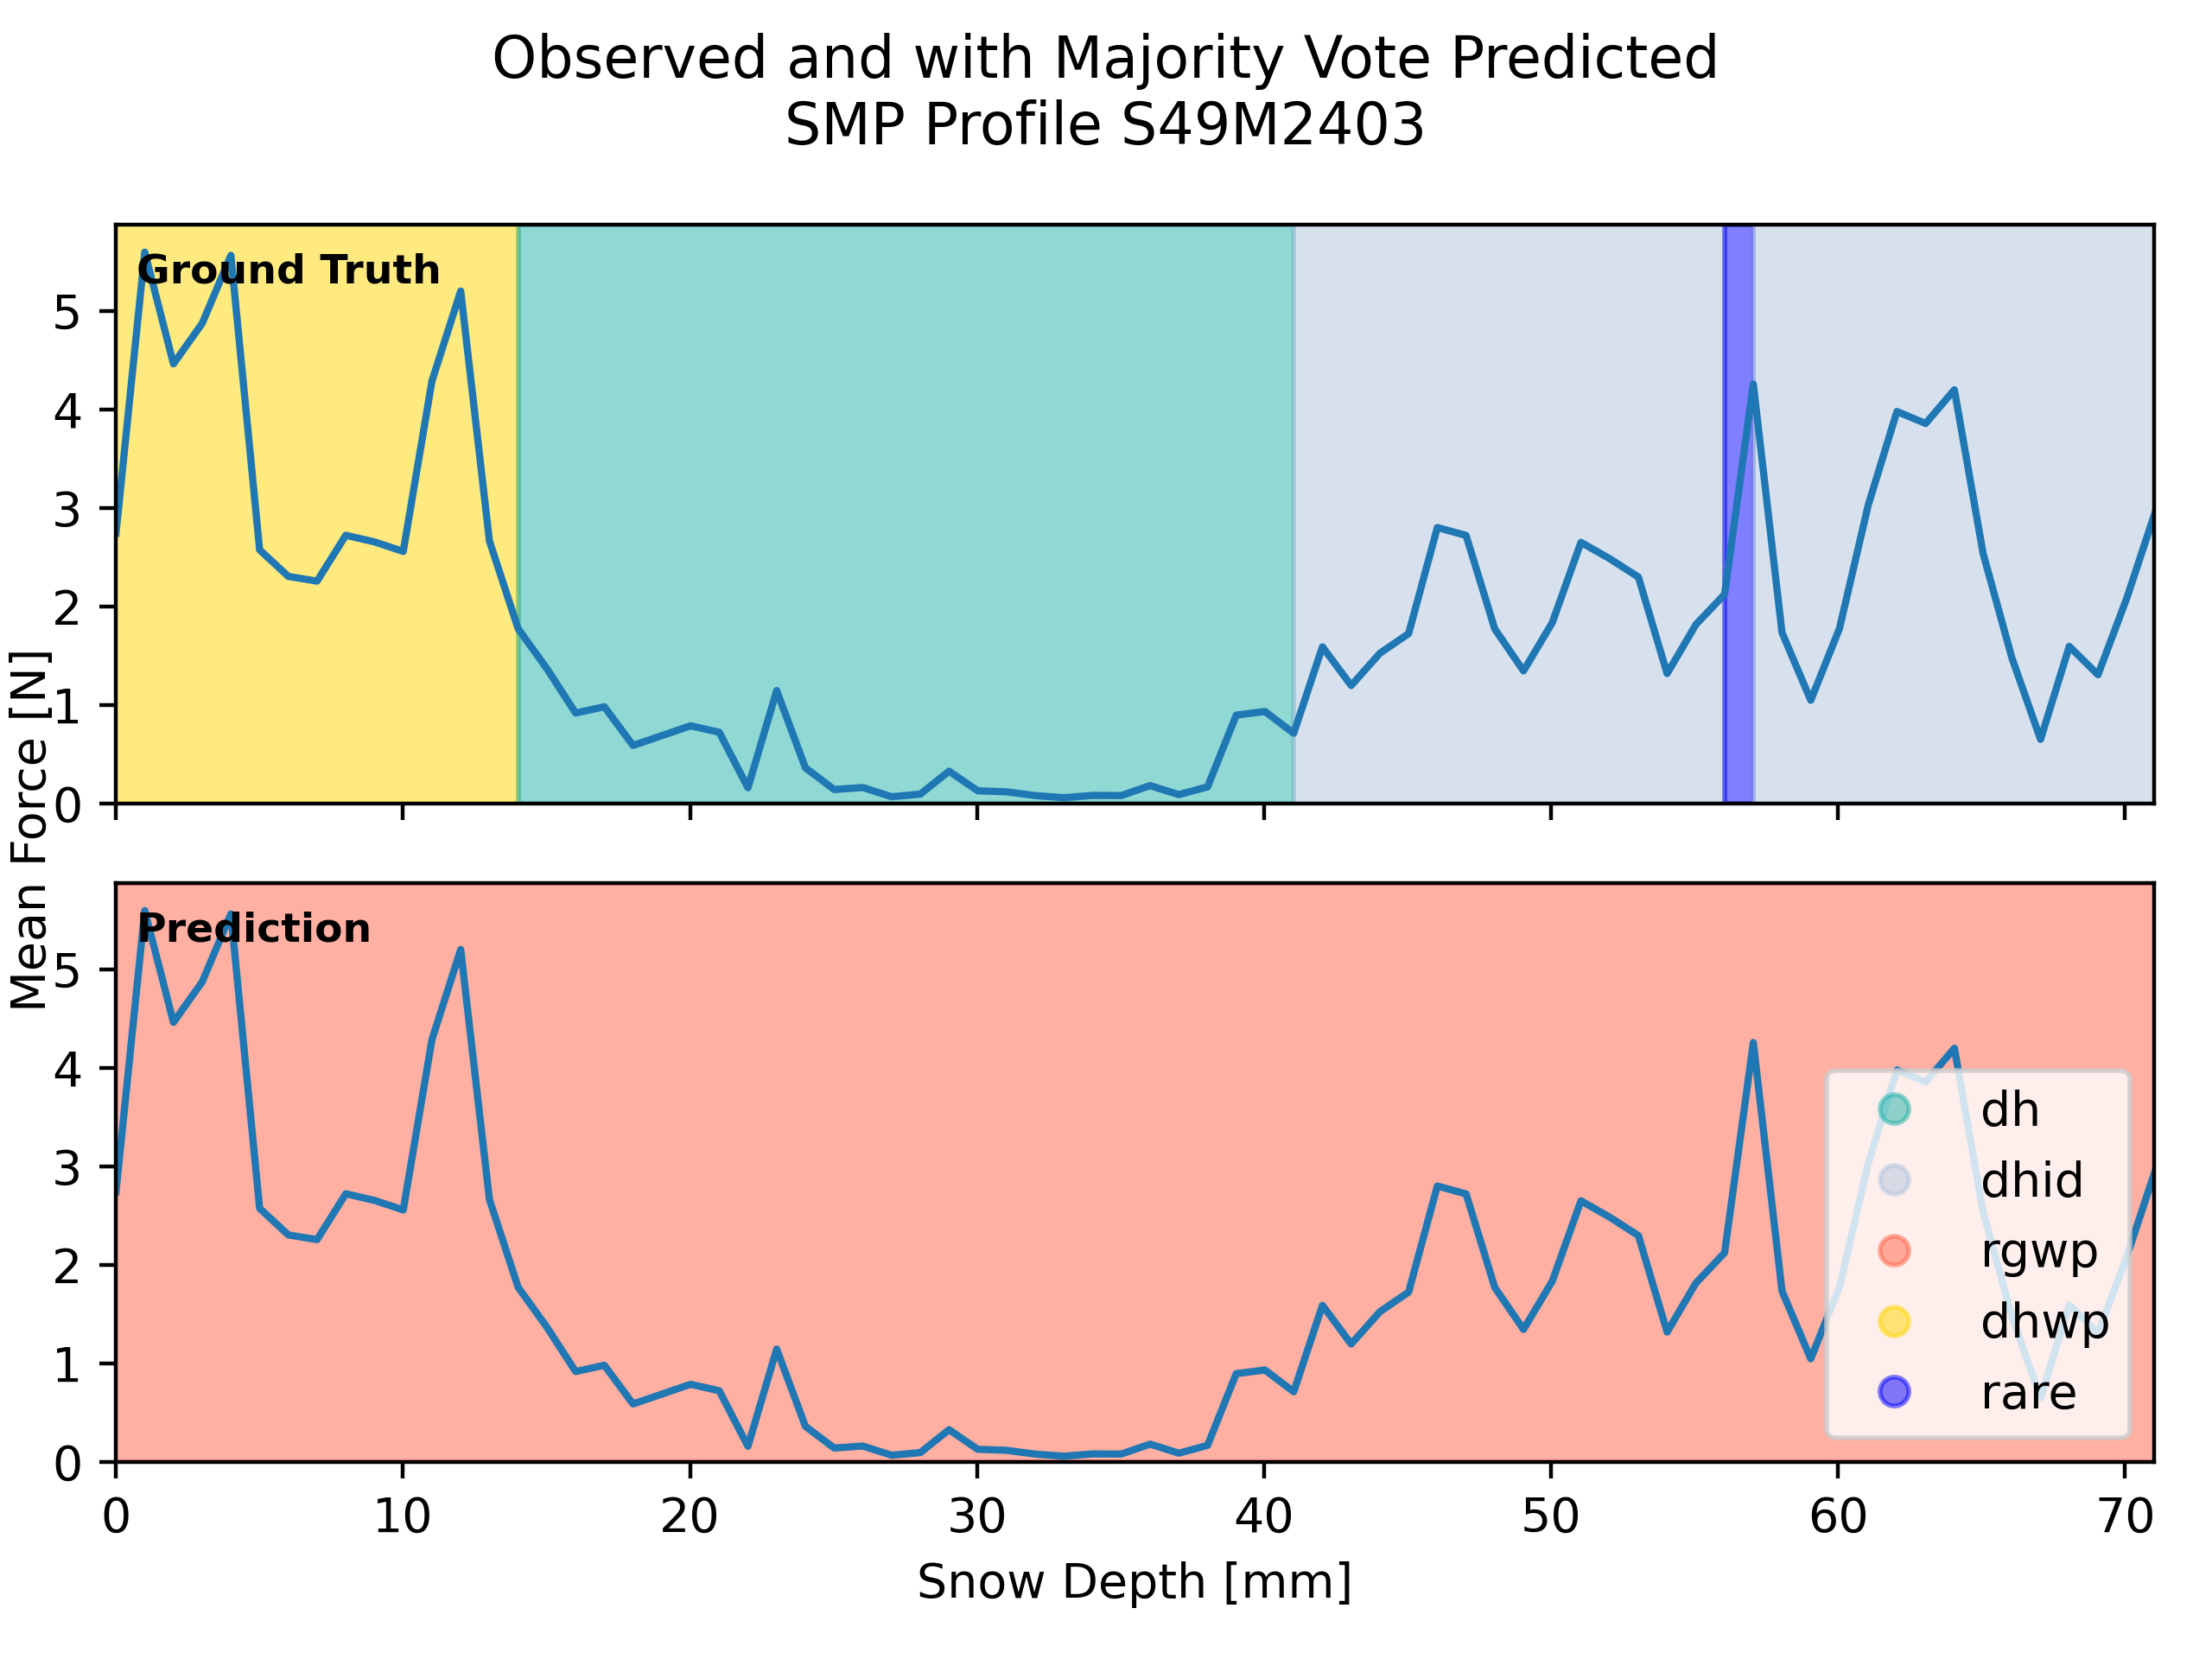 Observed and with Majority Vote Predicted
SMP Profile S49M2403
Mean Force [N]
Ground Truth
5
4
3
2
1
0
Prediction
5
4
3
2
1
0
dh
dhid
rgwp
dhwp
rare
0 10 20 30 40 50 60 70
Snow Depth [mm]